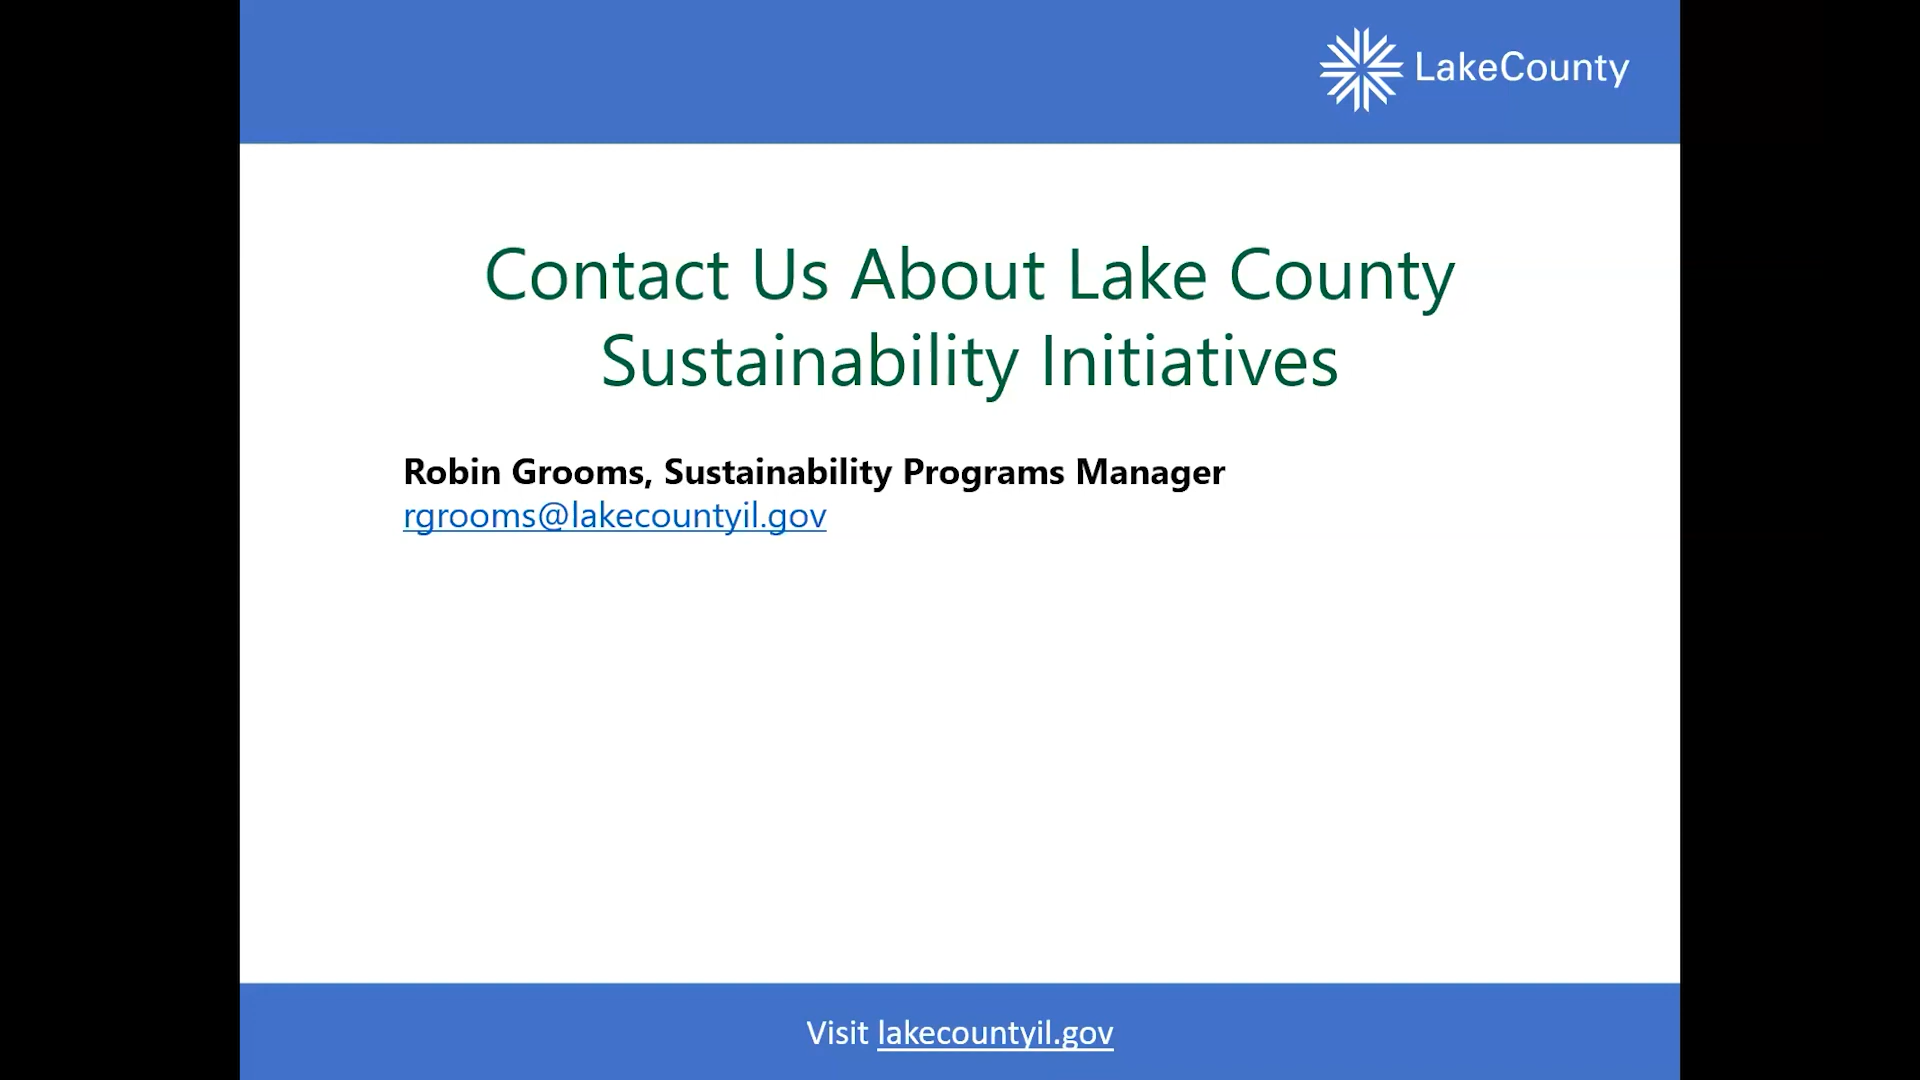 LakeCounty
Contact Us About Lake County
Sustainability Initiatives
Robin Grooms, Sustainability Programs Manager
rgrooms@lakecountyil.gov
Visit lakecountyil.gov